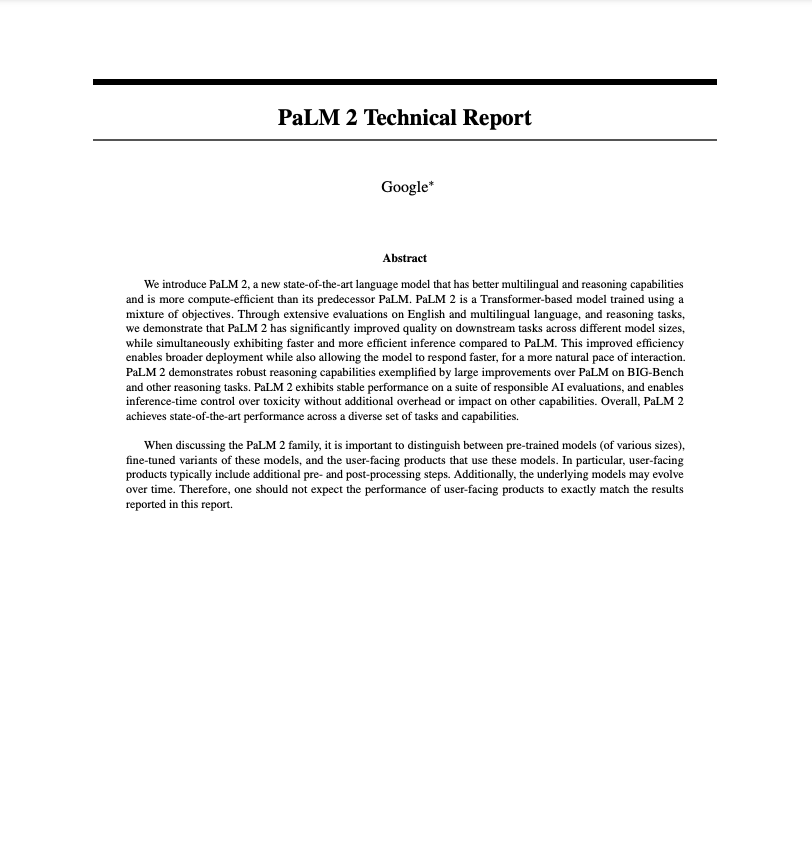 PaLM 2 Technical Report
Google*
Abstract
We introduce PaLM 2, a new state-of-the-art language model that has better multilingual and reasoning capabilities
and is more compute-efficient than its predecessor PaLM. PaLM 2 is a Transformer-based model trained using a
mixture of objectives. Through extensive evaluations on English and multilingual language, and reasoning tasks,
we demonstrate that PaLM 2 has significantly improved quality on downstream tasks across different model sizes,
while simultaneously exhibiting faster and more efficient inference compared to PaLM. This improved efficiency
enables broader deployment while also allowing the model to respond faster, for a more natural pace of interaction.
PaLM 2 demonstrates robust reasoning capabilities exemplified by large improvements over PaLM on BIG-Bench
and other reasoning tasks. PaLM 2 exhibits stable performance on a suite of responsible AI evaluations, and enables
inference-time control over toxicity without additional overhead or impact on other capabilities. Overall, PaLM 2
achieves state-of-the-art performance across a diverse set of tasks and capabilities.
When discussing the PaLM 2 family, it is important to distinguish between pre-trained models (of various sizes),
fine-tuned variants of these models, and the user-facing products that use these models. In particular, user-facing
products typically include additional pre- and post-processing steps. Additionally, the underlying models may evolve
over time. Therefore, one should not expect the performance of user-facing products to exactly match the results
reported in this report.